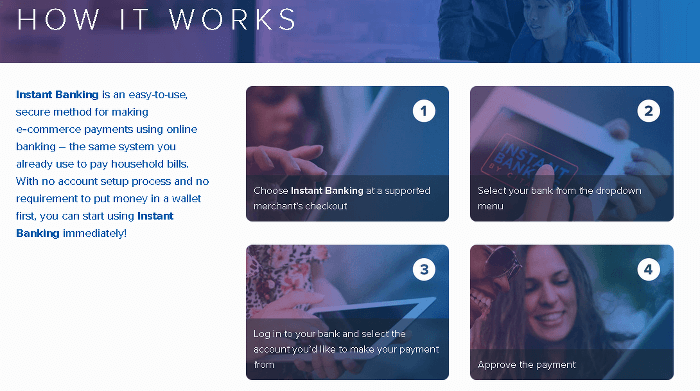 HOW IT WORKS
Instant Banking is an easy-to-use,
secure method for making
e-commerce payments using online
banking – the same system you
already use to pay household bills.
With no account setup process and no
requirement to put money in a wallet
first, you can start using Instant
Banking immediately!
1
Choose Instant Banking at a supported
merchant's checkout
2
INSTANT
BANK
BY
Select your bank from the dropdown
menu
3
Log in to your bank and select the
account you'd like to make your payment
from
4
Approve the payment